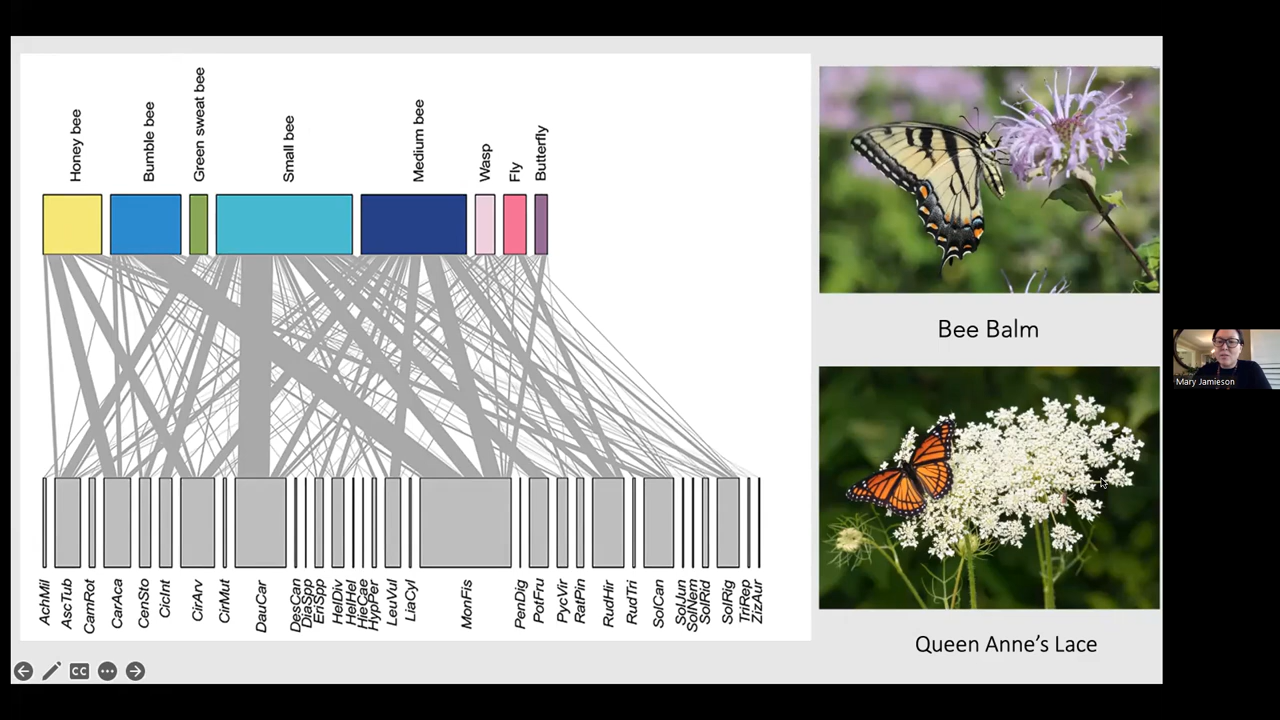 Honey bee
Bumble bee
Green sweat bee
Small bee
Medium bee
Wasp
Fly
Butterfly
AchMil
AscTub
CamRot
CarAca
CenSto
CicInt
CirArv
CirMut
DauCar
DesCan
DiaSpp
EriSpp
HelDiv
HelHel
HieCae
HypPer
LeuVul
LiaCyl
MonFis
PenDig
PotFru
PycVir
RatPin
RudHir
RudTri
SolCan
SolJun
SolNem
SolRid
SolRig
TriRep
ZizAur
Bee Balm
Queen Anne’s Lace
CC
Mary Jamieson